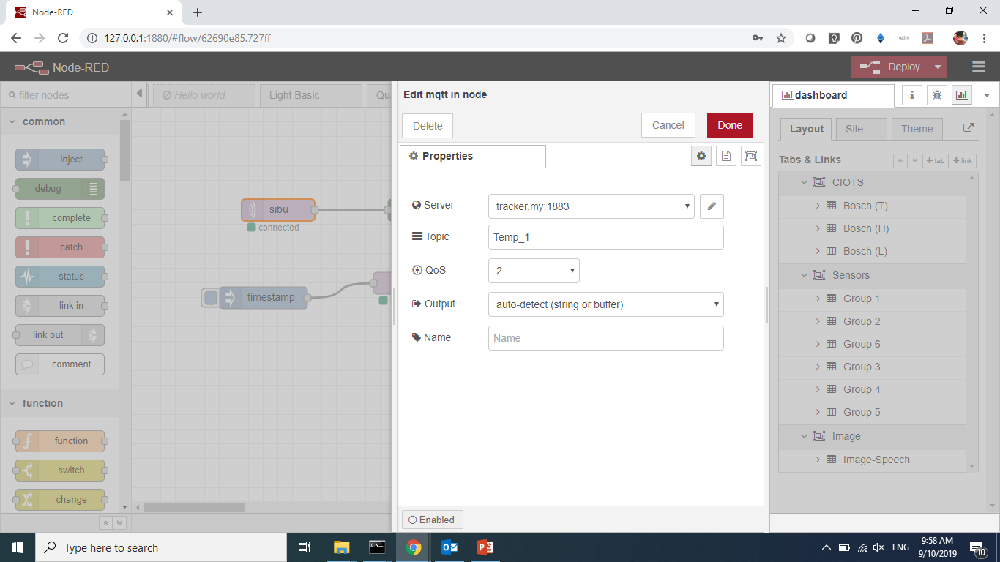 Node-RED
127.0.0.1:1880/#flow/62690e85.727ff
Node-RED
Deploy
filter nodes
common
inject
debug
complete
catch
status
link in
link out
comment
function
function
switch
change
Hello world
Light Basic
Qu
sibu
connected
timestamp
Edit mqtt in node
Delete
Cancel
Done
Properties
Server
tracker.my:1883
Topic
Temp_1
QoS
2
Output
auto-detect (string or buffer)
Name
Name
Enabled
dashboard
Layout
Site
Theme
Tabs & Links
tab
link
CIOTS
Bosch (T)
Bosch (H)
Bosch (L)
Sensors
Group 1
Group 2
Group 6
Group 3
Group 4
Group 5
Image
Image-Speech
Type here to search
ENG
9:58 AM
9/10/2019
10